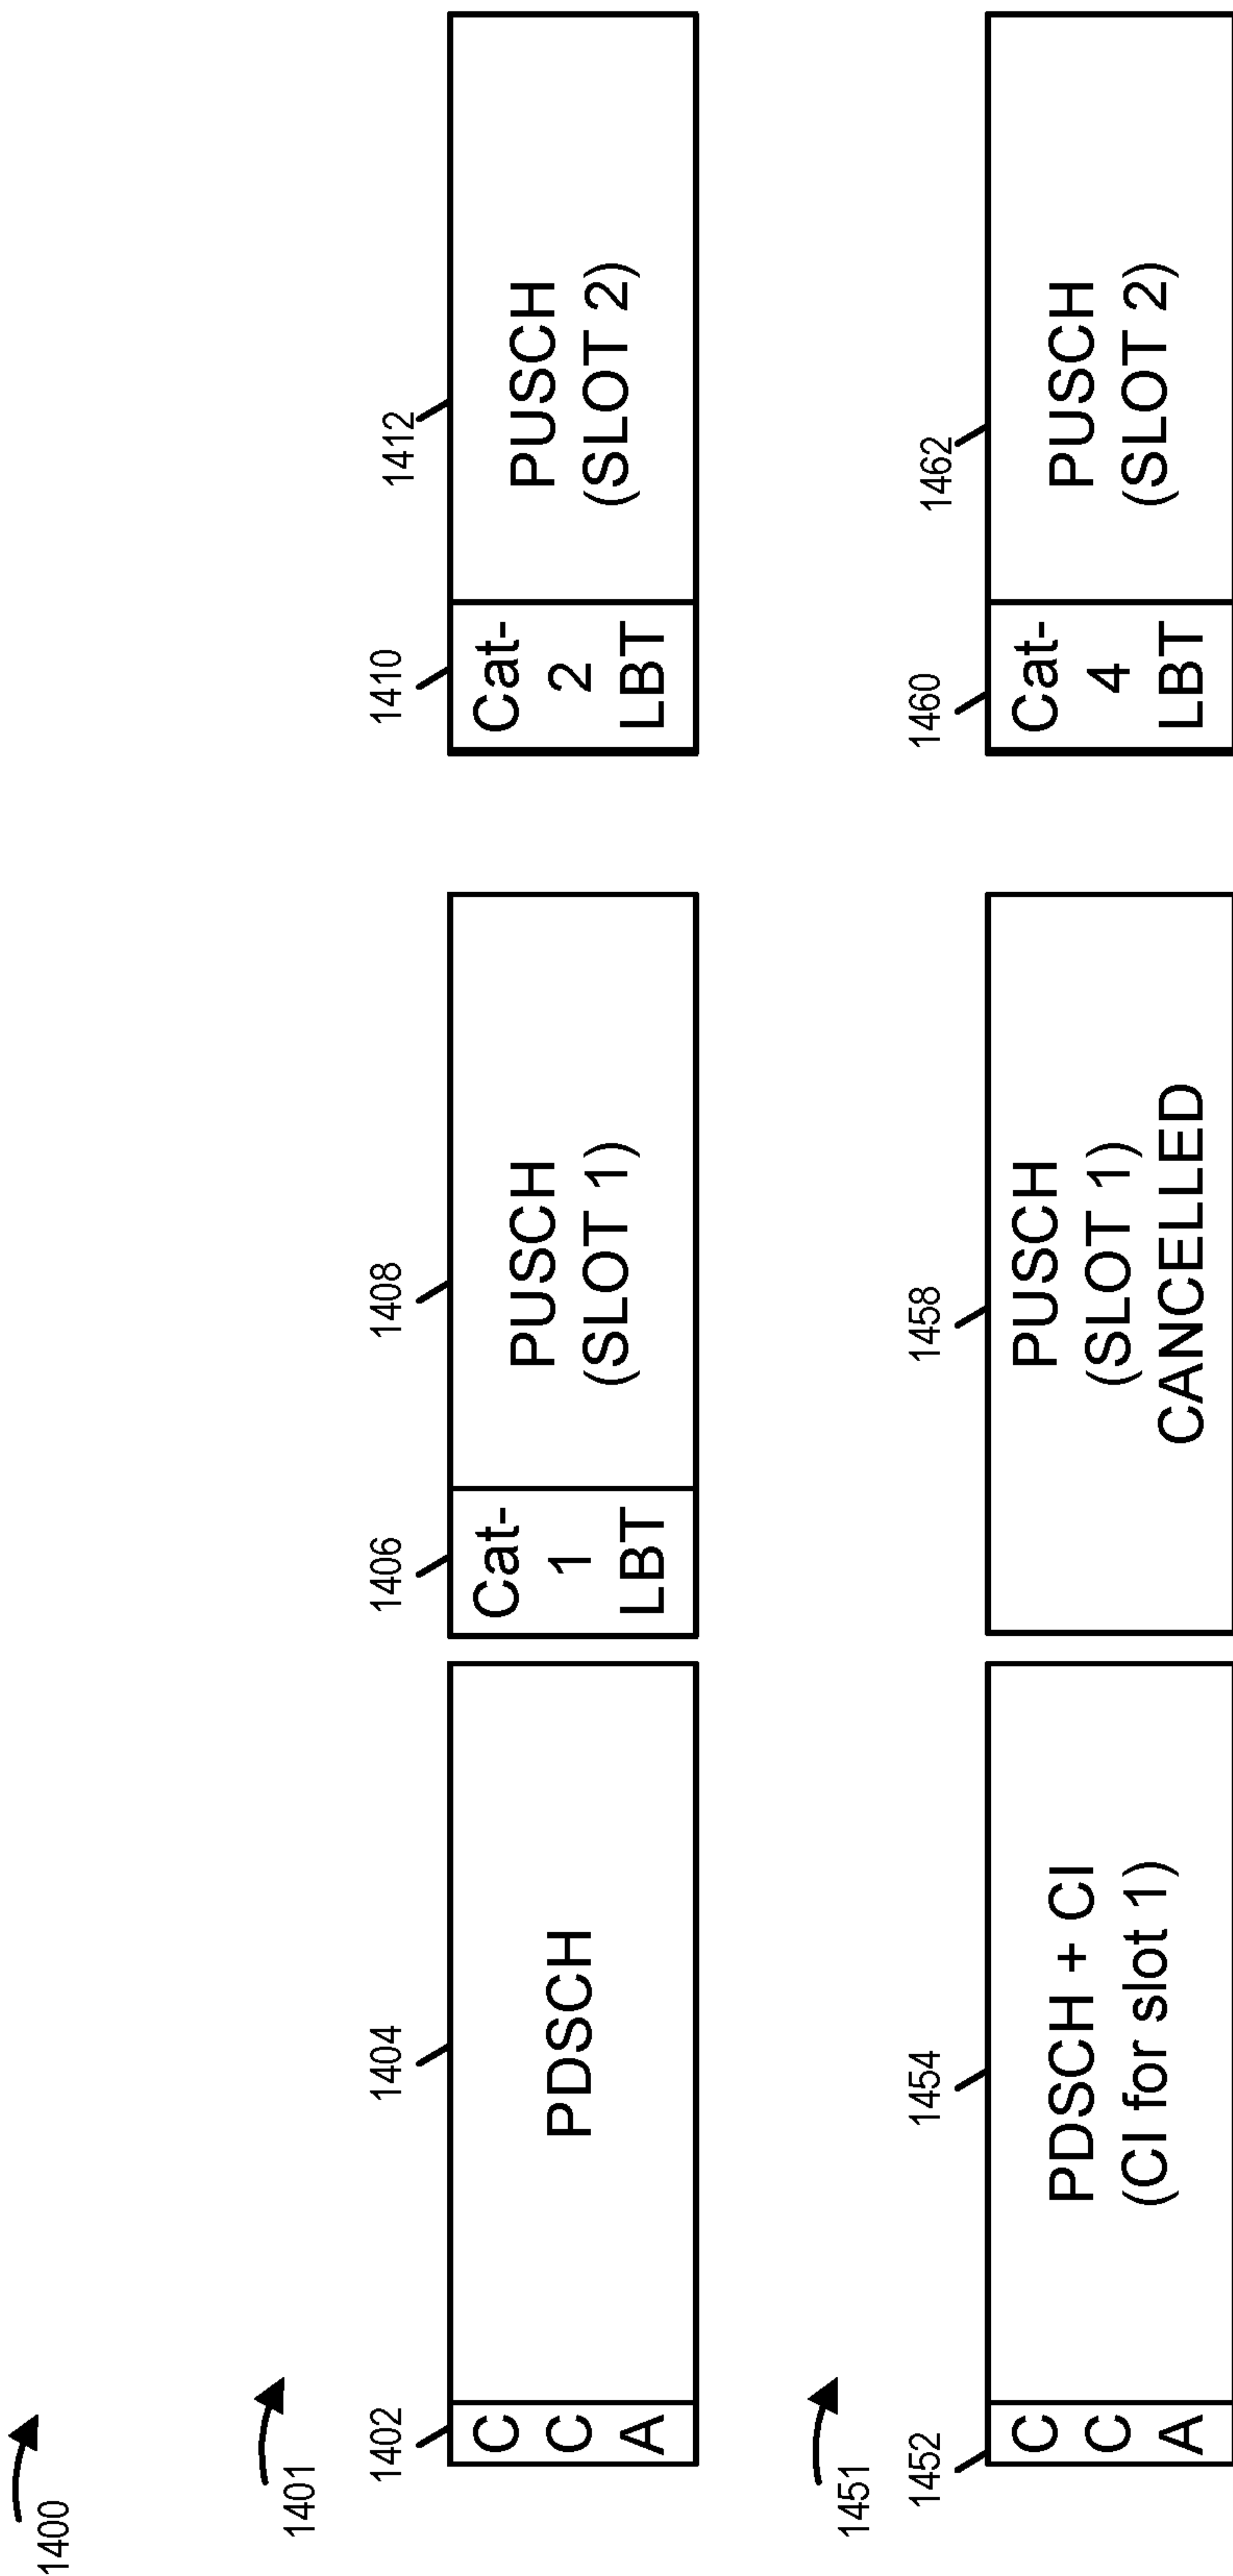 1400
1401
1402
1404
1406
1408
1410
1412
C
C
A
PDSCH
Cat-
1
LBT
PUSCH
(SLOT 1)
Cat-
2
LBT
PUSCH
(SLOT 2)
1451
1452
1454
1458
1460
1462
C
C
A
PDSCH + CI
(CI for slot 1)
PUSCH
(SLOT 1)
CANCELLED
Cat-
4
LBT
PUSCH
(SLOT 2)